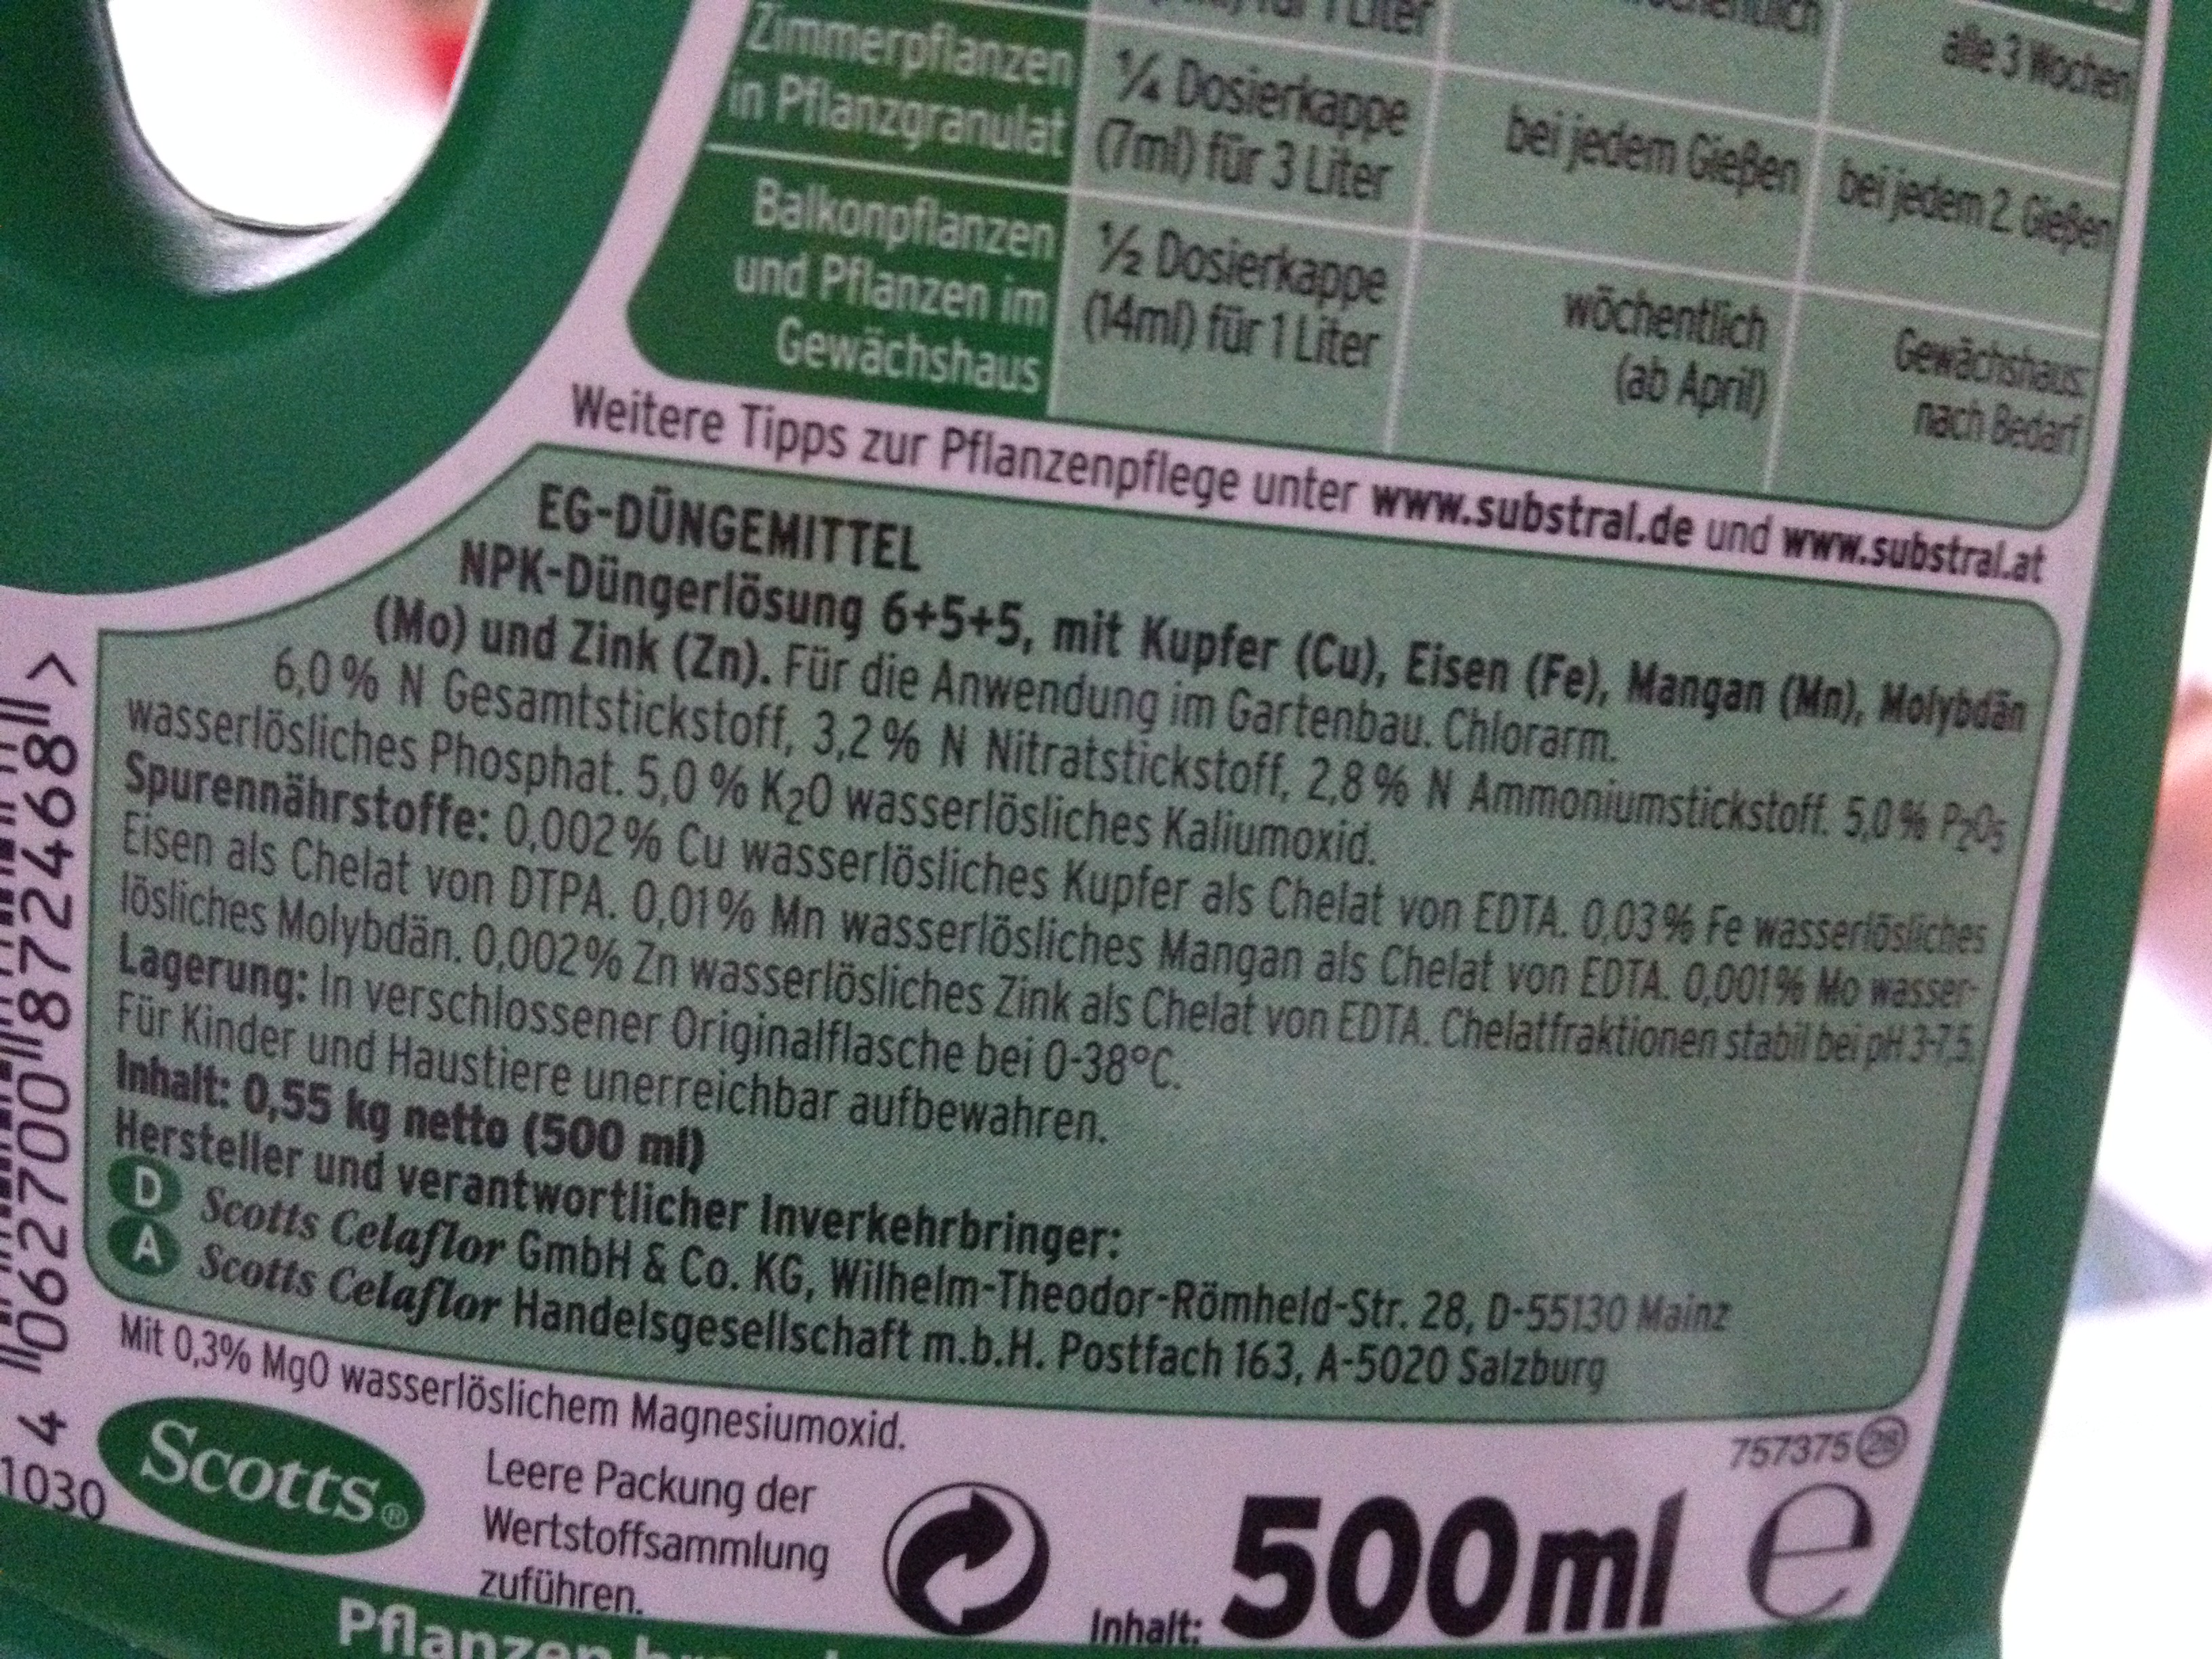 1 Liter
alle 3 Wochen
Zimmerpflanzen
in Pflanzgranulat
¼ Dosierkappe
(7ml) für 3 Liter
bei jedem Gießen
bei jedem 2. Gießen
Balkonpflanzen
und Pflanzen im
Gewächshaus
½ Dosierkappe
(14ml) für 1 Liter
wöchentlich
(ab April)
Gewächshaus:
nach Bedarf
Weitere Tipps zur Pflanzenpflege unter www.substral.de und www.substral.at
EG-DÜNGEMITTEL
NPK-Düngerlösung 6+5+5, mit Kupfer (Cu), Eisen (Fe), Mangan (Mn), Molybdän
(Mo) und Zink (Zn). Für die Anwendung im Gartenbau. Chlorarm.
6,0% N Gesamtstickstoff, 3,2% N Nitratstickstoff, 2,8% N Ammoniumstickstoff. 5,0% P₂O₅
wasserlösliches Phosphat. 5,0 % K₂O wasserlösliches Kaliumoxid.
Spurennährstoffe: 0,002% Cu wasserlösliches Kupfer als Chelat von EDTA. 0,03% Fe wasserlösliches
Eisen als Chelat von DTPA. 0,01% Mn wasserlösliches Mangan als Chelat von EDTA. 0,001% Mo wasser-
lösliches Molybdän. 0,002% Zn wasserlösliches Zink als Chelat von EDTA. Chelatfraktionen stabil bei pH 3-7,5.
Lagerung: In verschlossener Originalflasche bei 0-38°C.
Für Kinder und Haustiere unerreichbar aufbewahren.
Inhalt: 0,55 kg netto (500 ml)
Hersteller und verantwortlicher Inverkehrbringer:
D Scotts Celaflor GmbH & Co. KG, Wilhelm-Theodor-Römheld-Str. 28, D-55130 Mainz
A Scotts Celaflor Handelsgesellschaft m.b.H. Postfach 163, A-5020 Salzburg
Mit 0,3% MgO wasserlöslichem Magnesiumoxid.
757375 28
Scotts®
Leere Packung der
Wertstoffsammlung
zuführen.
Inhalt: 500ml e
4 062700 872468 >
1030
Pflanzen